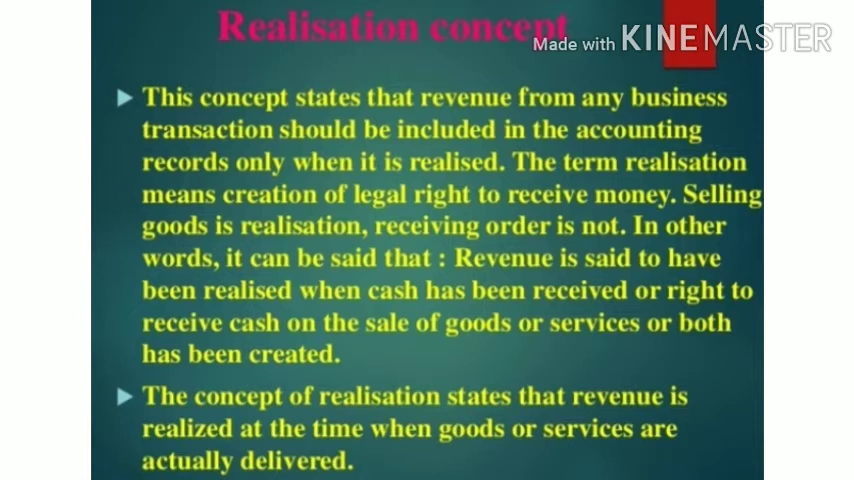 Realisation concept
Made with KINEMASTER
This concept states that revenue from any business
transaction should be included in the accounting
records only when it is realised. The term realisation
means creation of legal right to receive money. Selling
goods is realisation, receiving order is not. In other
words, it can be said that : Revenue is said to have
been realised when cash has been received or right to
receive cash on the sale of goods or services or both
has been created.
The concept of realisation states that revenue is
realized at the time when goods or services are
actually delivered.